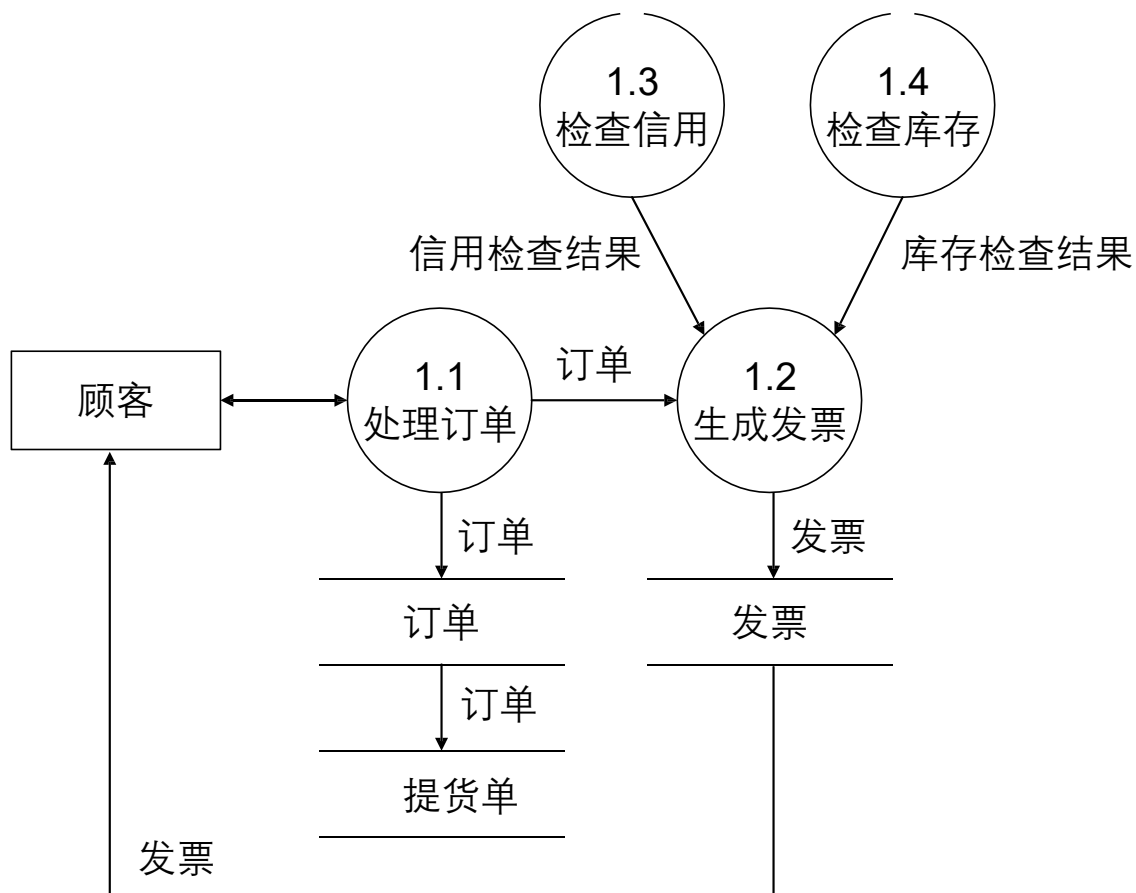 1.3
检查信用
1.4
检查库存
信用检查结果
库存检查结果
顾客
1.1
处理订单
订单
1.2
生成发票
订单
发票
订单
发票
订单
提货单
发票